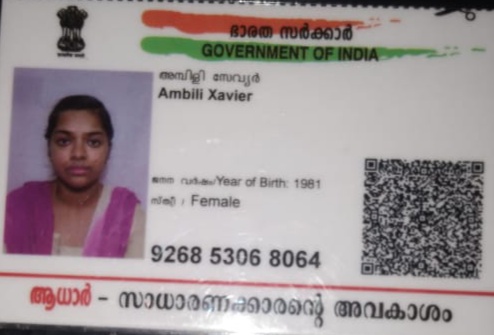 ഭാരത സർക്കാർ
GOVERNMENT OF INDIA
അമ്പിളി സേവ്യർ
Ambili Xavier
ജനന വർഷം/Year of Birth: 1981
സ്ത്രീ / Female
9268 5306 8064
ആധാർ - സാധാരണക്കാരന്റെ അവകാശം